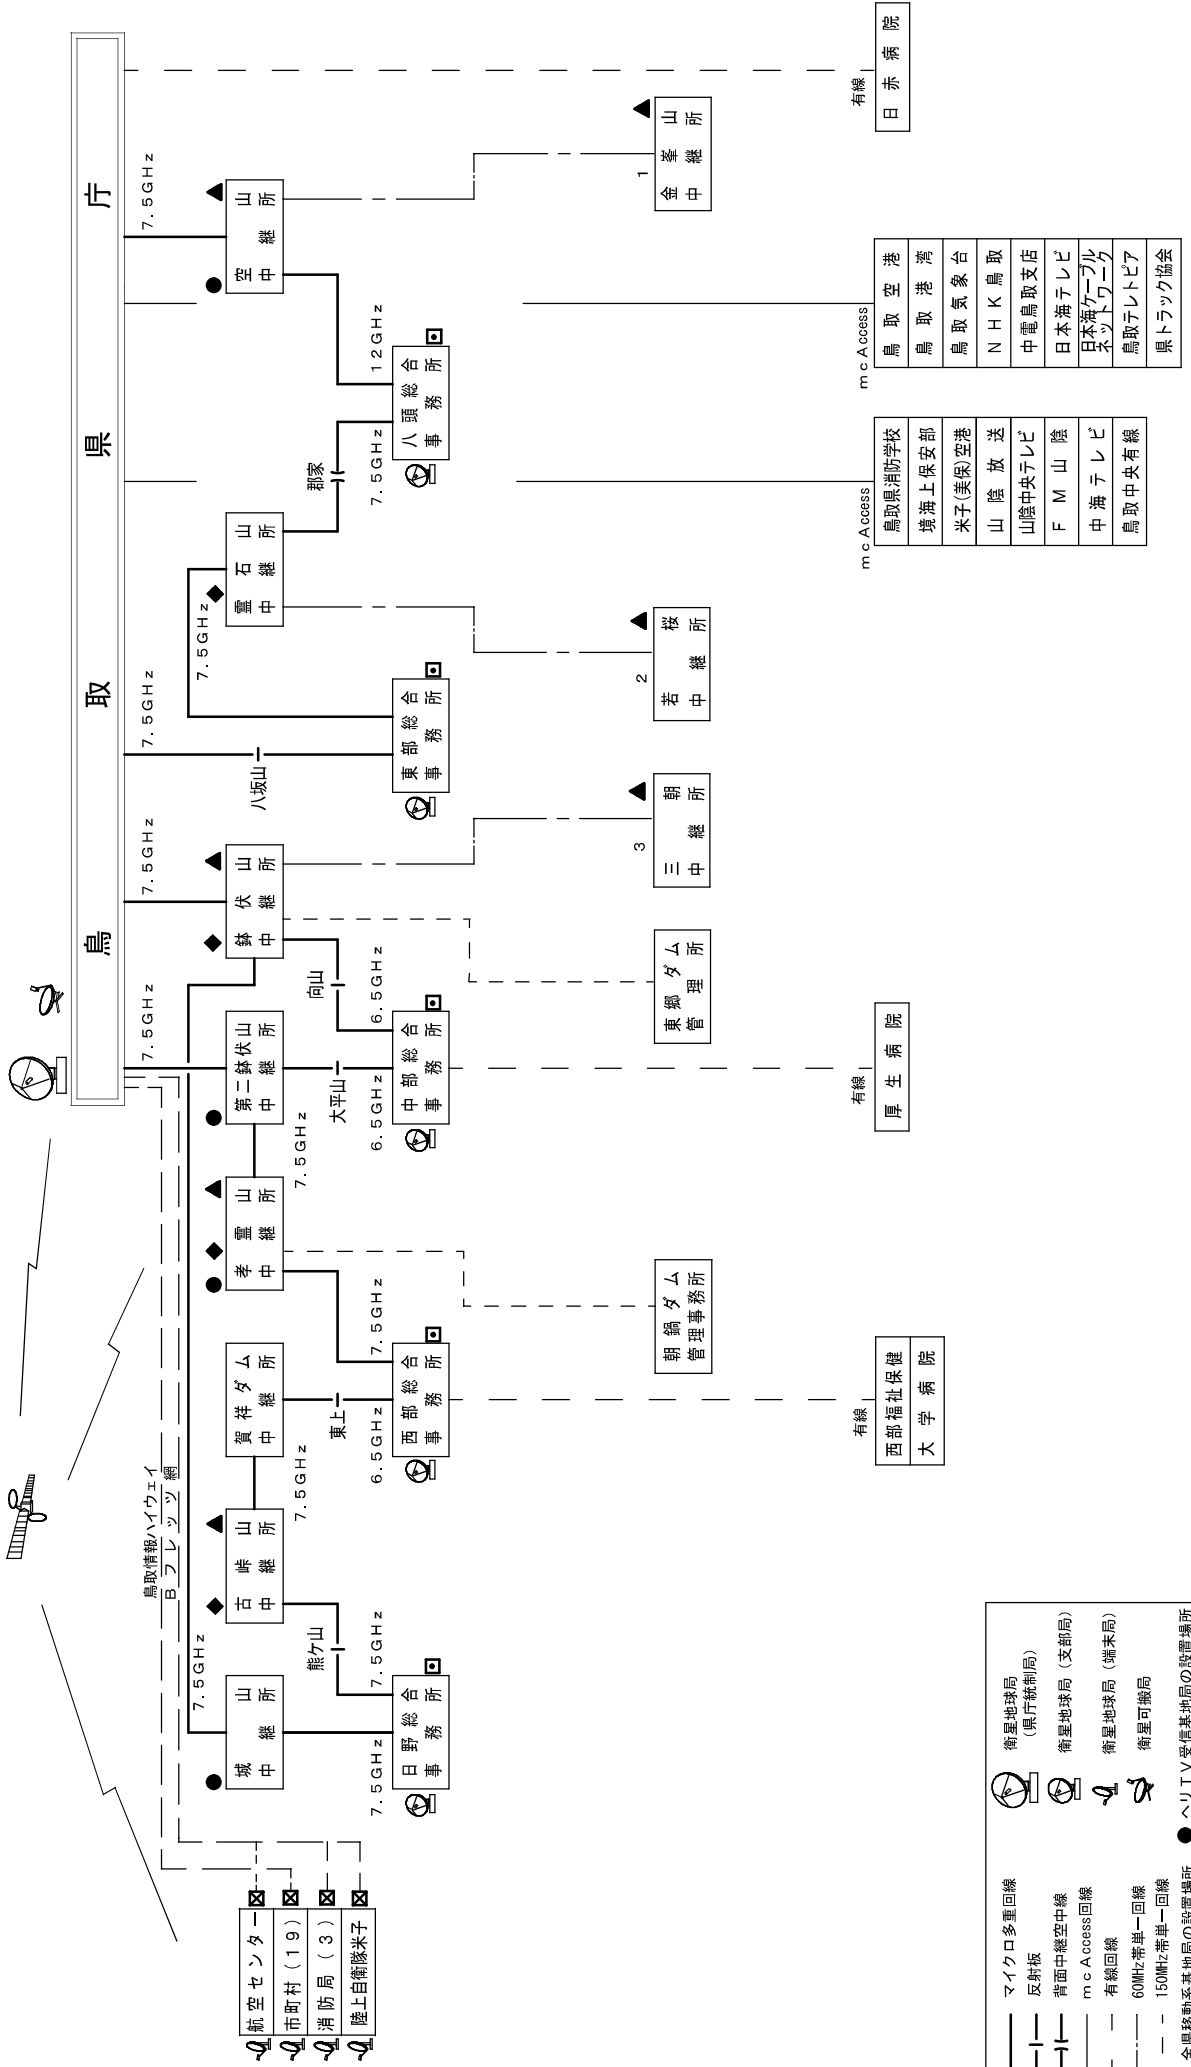 鳥取県庁
7.5GHz
7.5GHz
7.5GHz
7.5GHz
鳥取情報ハイウェイ
Bフレッツ網
7.5GHz
城山
中継所
古峠山
中継所
7.5GHz
賀祥ダム
中継所
孝霊山
中継所
7.5GHz
第二鉢伏山
中継所
鉢伏山
中継所
八坂山
7.5GHz
霊石山
中継所
空山
中継所
熊ケ山
東上
大平山
向山
郡家
7.5GHz
日野総合
事務所
7.5GHz
6.5GHz
西部総合
事務所
7.5GHz
6.5GHz
中部総合
事務所
6.5GHz
東部総合
事務所
7.5GHz
八頭総合
事務所
12GHz
航空センター
市町村(19)
消防局(3)
陸上自衛隊米子
朝鍋ダム
管理事務所
東郷ダム
管理所
3
三朝
中継所
2
若桜
中継所
1
金峯山
中継所
有線
西部福祉保健
大学病院
有線
厚生病院
mcAccess
鳥取県消防学校
境海上保安部
米子(美保)空港
山陰放送
山陰中央テレビ
FM山陰
中海テレビ
鳥取中央有線
mcAccess
鳥取空港
鳥取港湾
鳥取気象台
NHK鳥取
中電鳥取支店
日本海テレビ
日本海ケーブル
ネットワーク
鳥取テレトピア
県トラック協会
有線
日赤病院
マイクロ多重回線
反射板
背面中継空中線
mcAccess回線
有線回線
60MHz帯単一回線
150MHz帯単一回線
全県移動系基地局の設置場所
衛星地球局
(県庁統制局)
衛星地球局(支部局)
衛星地球局(端末局)
衛星可搬局
ヘリTV受信基地局の設置場所